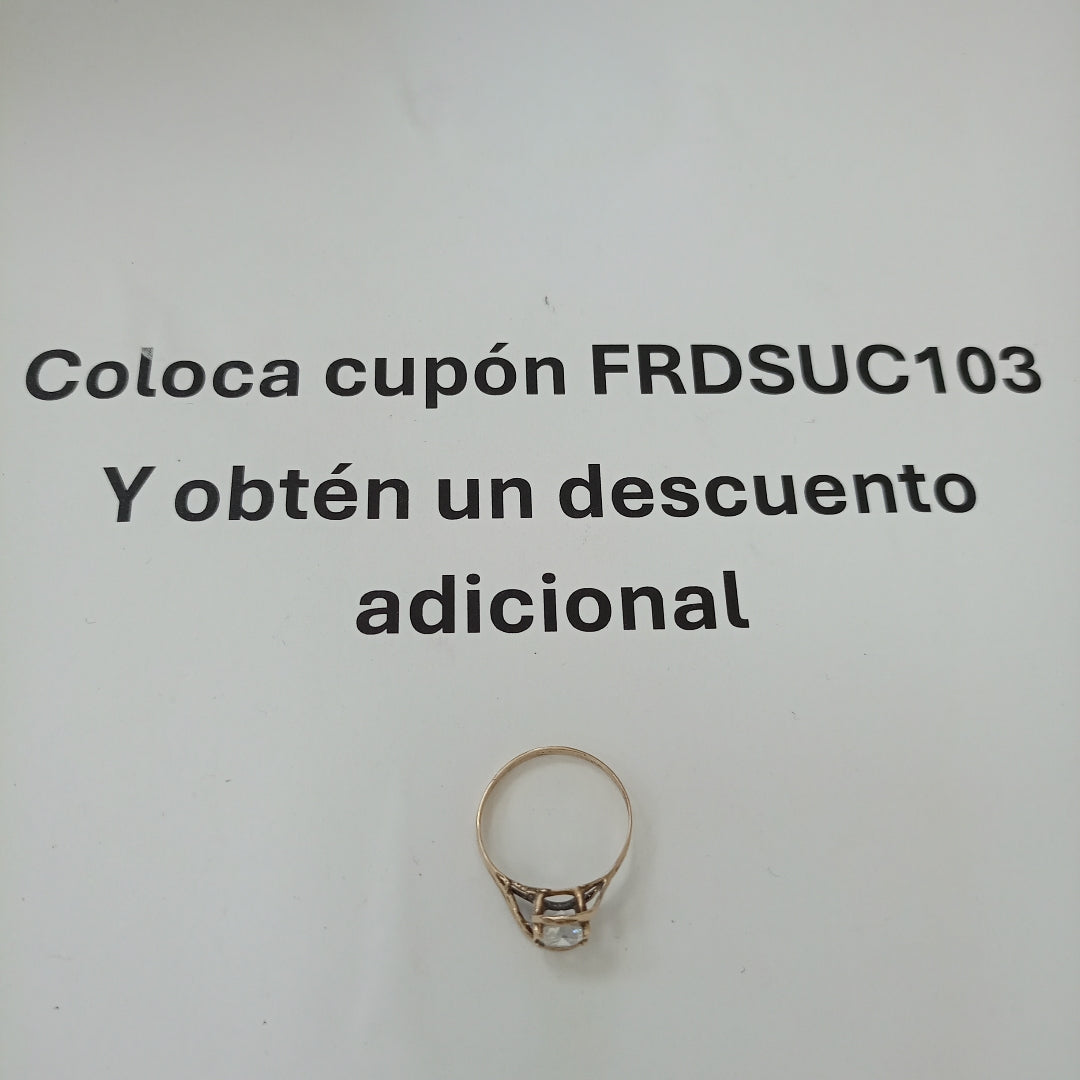 Coloca cupón FRDSUC103
Y obtén un descuento
adicional